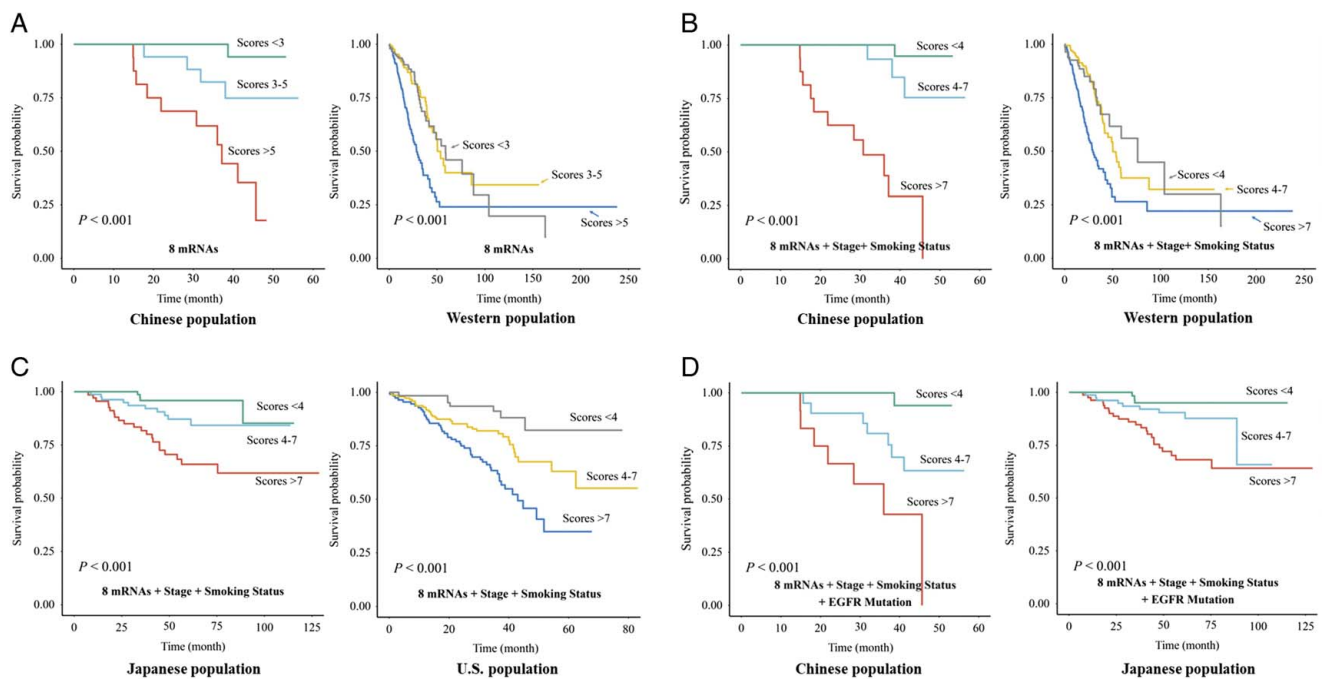 A
B
1.00
0.75
0.50
0.25
0.00
Survival probability
Scores <3
Scores 3-5
Scores >5
P < 0.001
8 mRNAs
0 10 20 30 40 50 60
Time (month)
Chinese population
1.00
0.75
0.50
0.25
0.00
Survival probability
Scores <3
Scores 3-5
Scores >5
P < 0.001
8 mRNAs
0 50 100 150 200 250
Time (month)
Western population
1.00
0.75
0.50
0.25
0.00
Survival probability
Scores <4
Scores 4-7
Scores >7
P < 0.001
8 mRNAs + Stage+ Smoking Status
0 10 20 30 40 50 60
Time (month)
Chinese population
1.00
0.75
0.50
0.25
0.00
Survival probability
Scores <4
Scores 4-7
Scores >7
P < 0.001
8 mRNAs + Stage+ Smoking Status
0 50 100 150 200 250
Time (month)
Western population
C
D
1.00
0.75
0.50
0.25
0.00
Survival probability
Scores <4
Scores 4-7
Scores >7
P < 0.001
8 mRNAs + Stage + Smoking Status
0 25 50 75 100 125
Time (month)
Japanese population
1.00
0.75
0.50
0.25
0.00
Survival probability
Scores <4
Scores 4-7
Scores >7
P < 0.001
8 mRNAs + Stage + Smoking Status
0 20 40 60 80
Time (month)
U.S. population
1.00
0.75
0.50
0.25
0.00
Survival probability
Scores <4
Scores 4-7
Scores >7
P < 0.001
8 mRNAs + Stage + Smoking Status
+ EGFR Mutation
0 10 20 30 40 50 60
Time (month)
Chinese population
1.00
0.75
0.50
0.25
0.00
Survival probability
Scores <4
Scores 4-7
Scores >7
P < 0.001
8 mRNAs + Stage + Smoking Status
+ EGFR Mutation
0 25 50 75 100 125
Time (month)
Japanese population